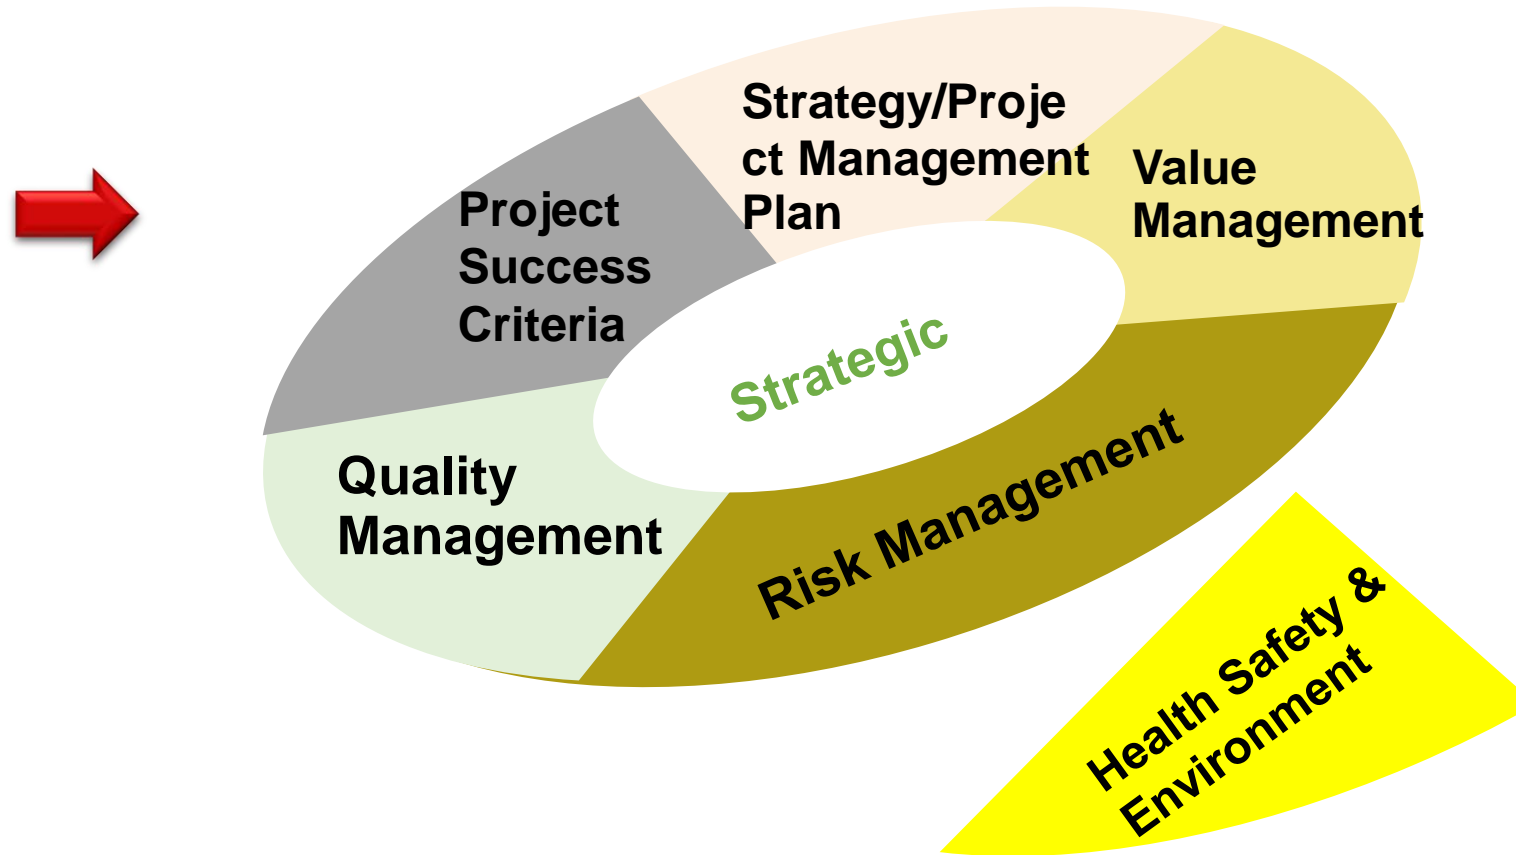 Strategy/Proje
ct Management
Plan
Value
Management
Project
Success
Criteria
Strategic
Quality
Management
Risk Management
Health Safety &
Environment